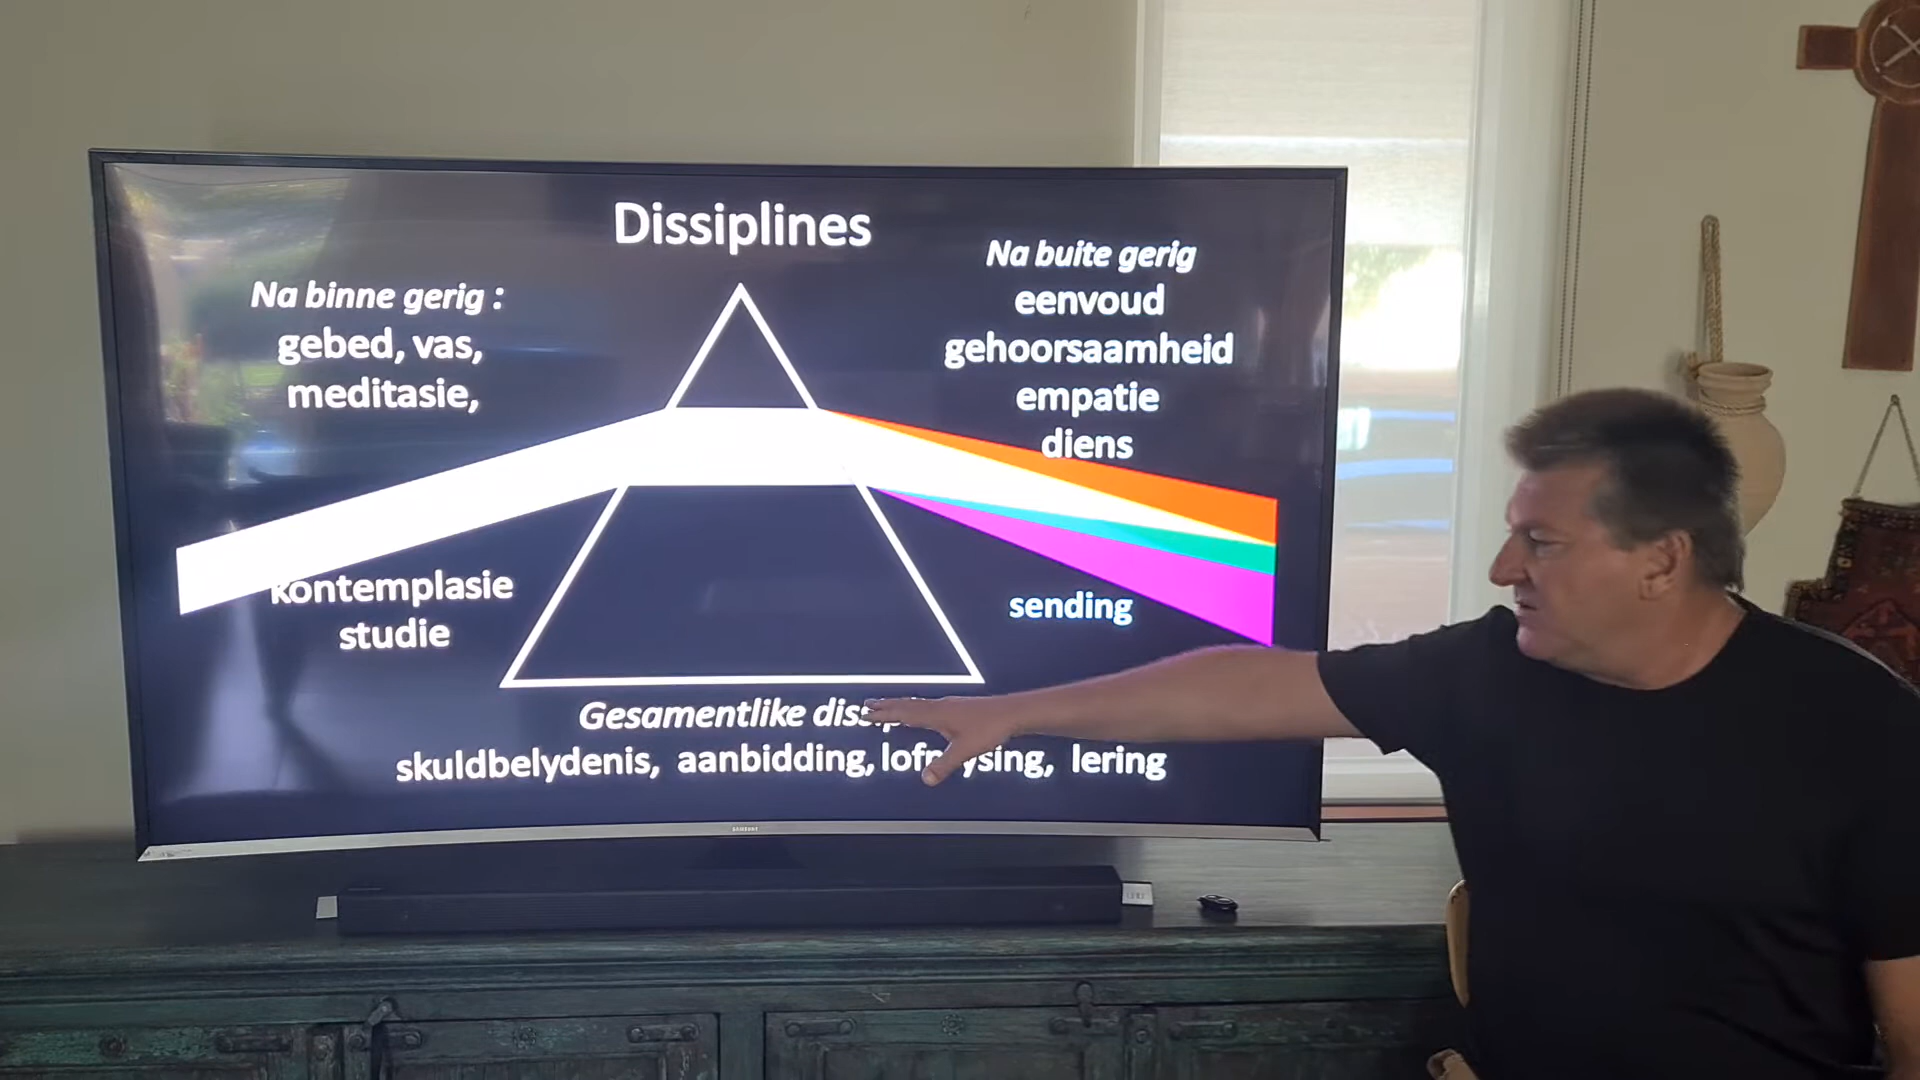 Dissiplines
Na binne gerig :
gebed, vas,
meditasie,
kontemplasie
studie
Na buite gerig
eenvoud
gehoorsaamheid
empatie
diens
sending
Gesamentlike
skuldbelydenis, aanbidding, lering
SAMSUNG